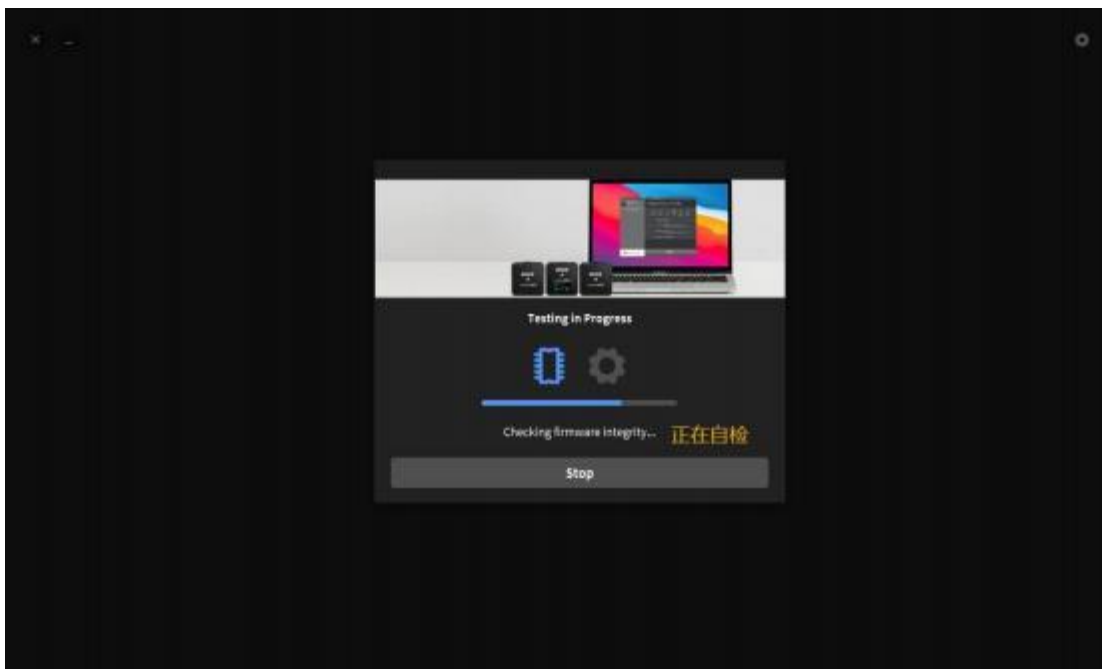 Testing in Progress
Checking firmware integrity... 正在自检
Stop